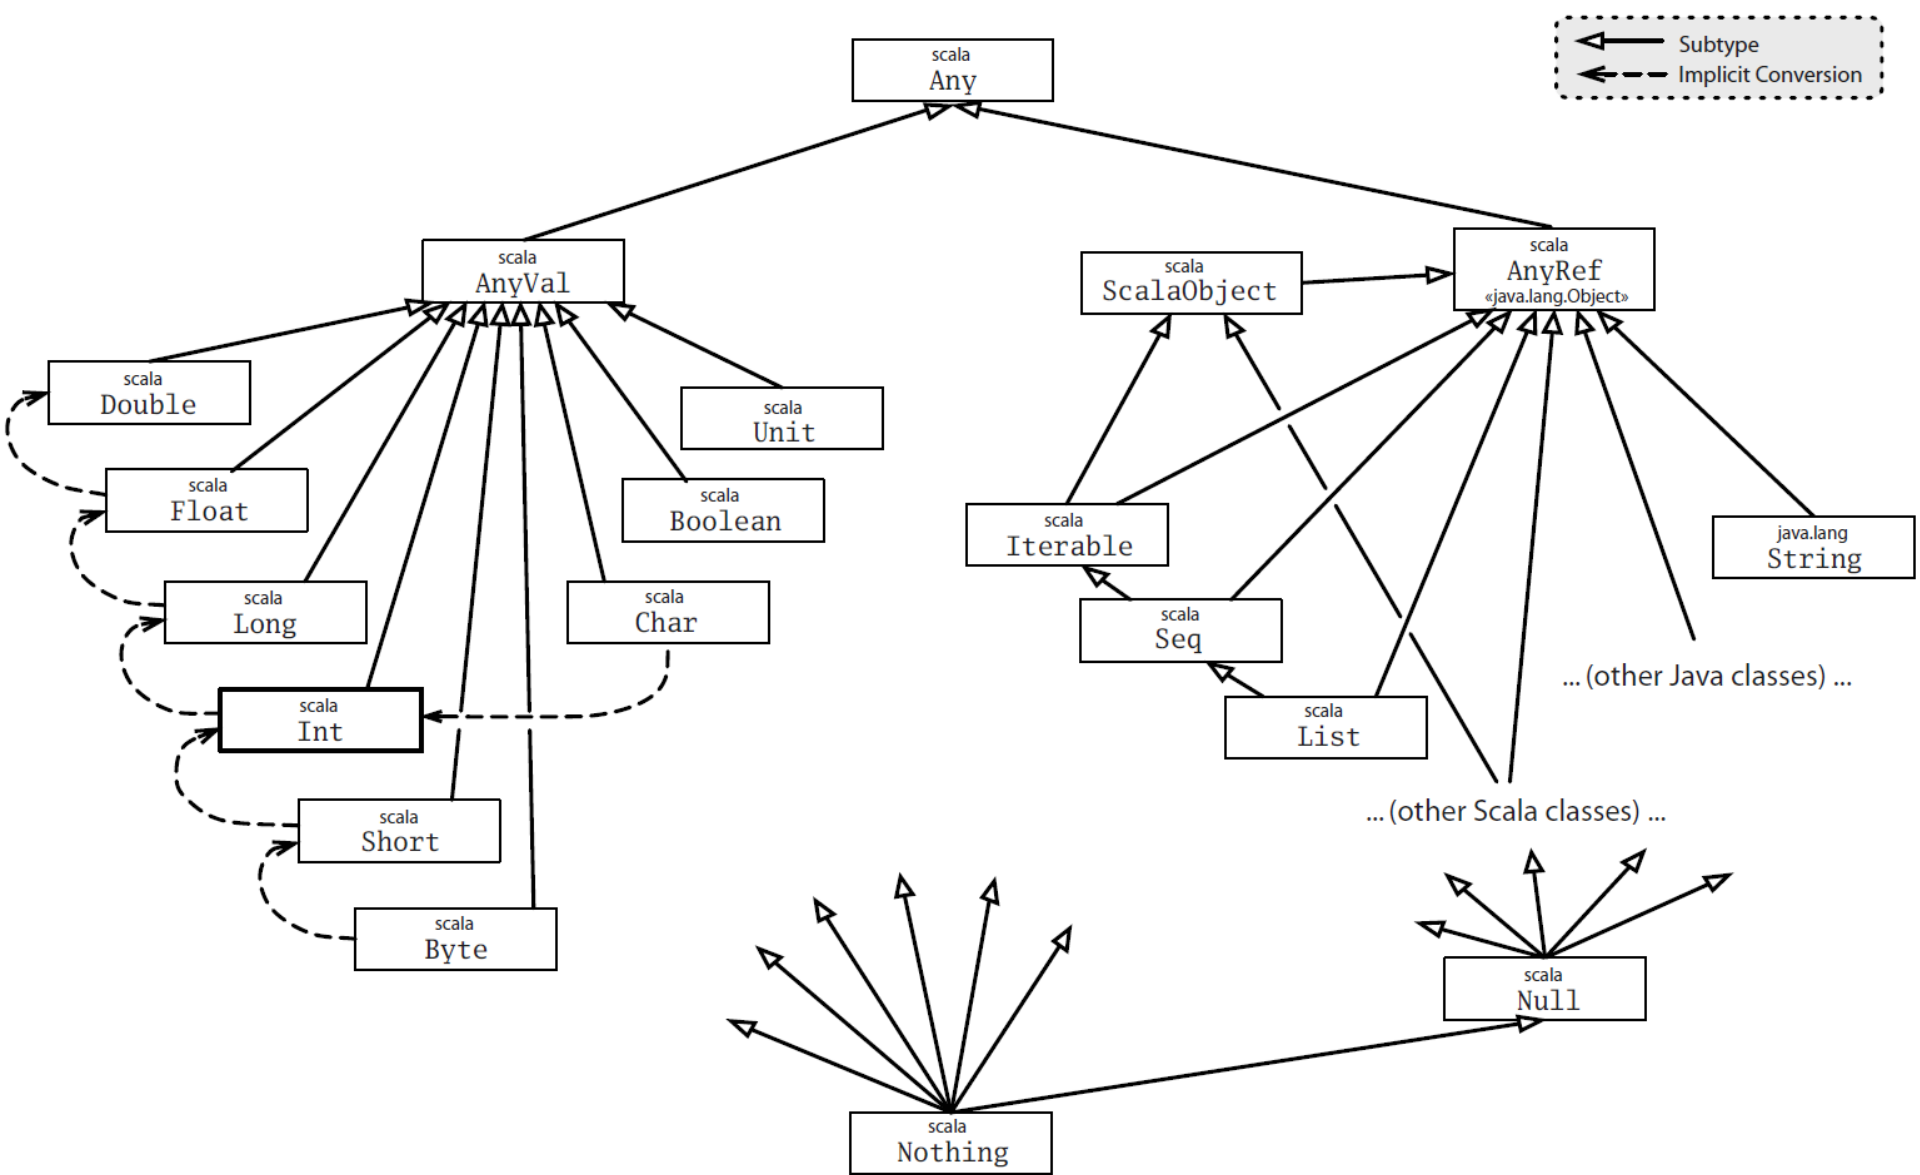 scala
Any
Subtype
Implicit Conversion
scala
AnyVal
scala
ScalaObject
scala
AnyRef
«java.lang.Object»
scala
Double
scala
Unit
scala
Float
scala
Boolean
scala
Iterable
java.lang
String
scala
Long
scala
Char
scala
Seq
... (other Java classes) ...
scala
Int
scala
List
scala
Short
... (other Scala classes) ...
scala
Byte
scala
Null
scala
Nothing